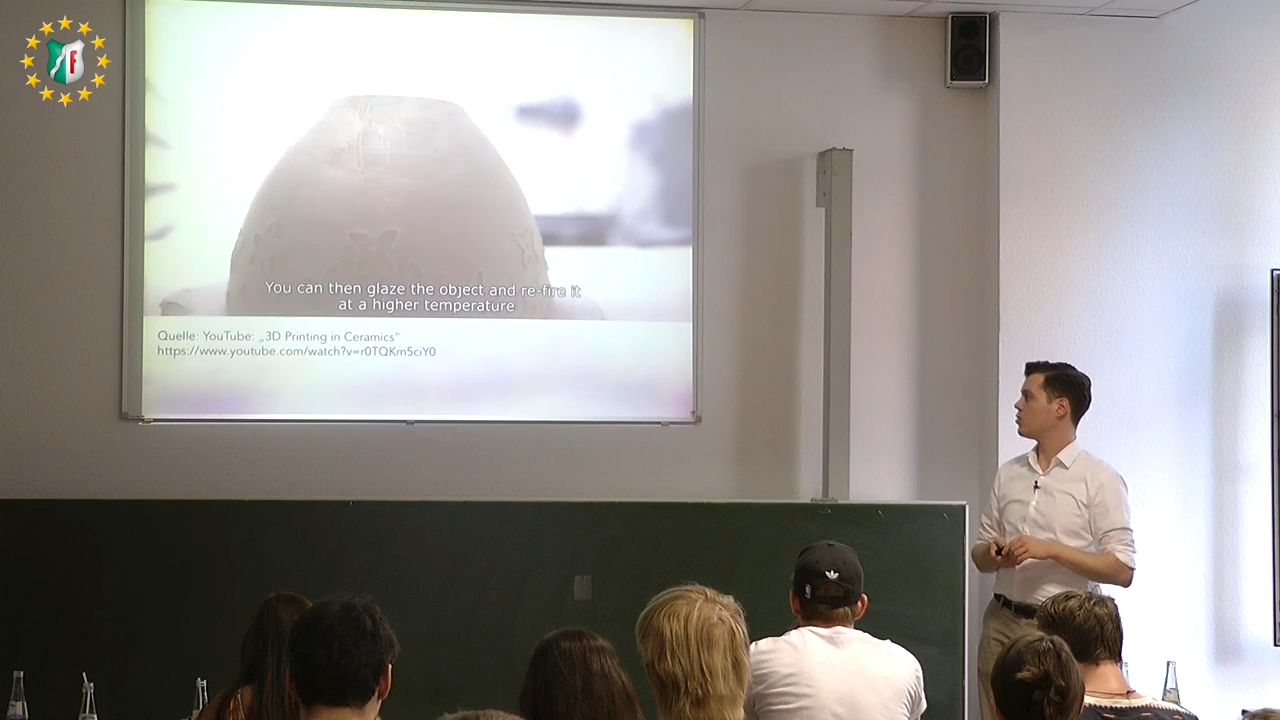 F
You can then glaze the object and re-fire it
at a higher temperature
Quelle: YouTube: „3D Printing in Ceramics“
https://www.youtube.com/watch?v=r0TQKm5ciY0